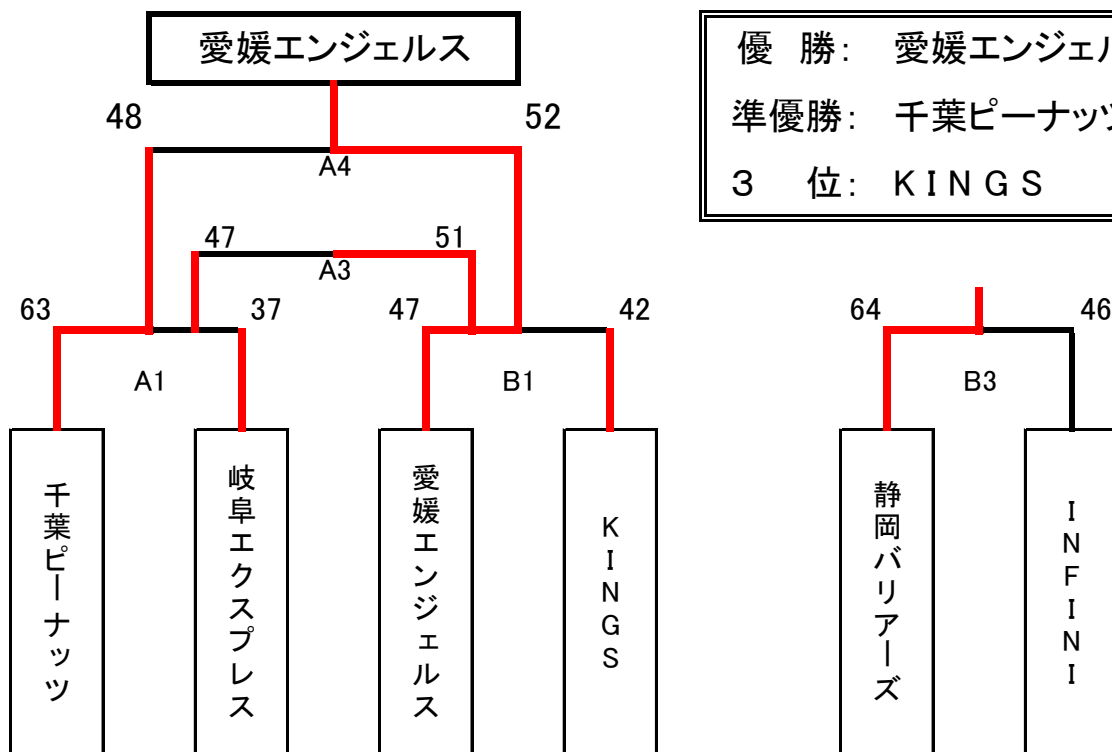 愛媛エンジェルス
優 勝: 愛媛エンジェル
準優勝: 千葉ピーナッツ
3 位: KINGS
48
52
A4
47
51
A3
63
37
47
42
64
46
A1
B1
B3
千葉ピーナッツ
岐阜エクスプレス
愛媛エンジェルス
KINGS
静岡バリアーズ
INFINI